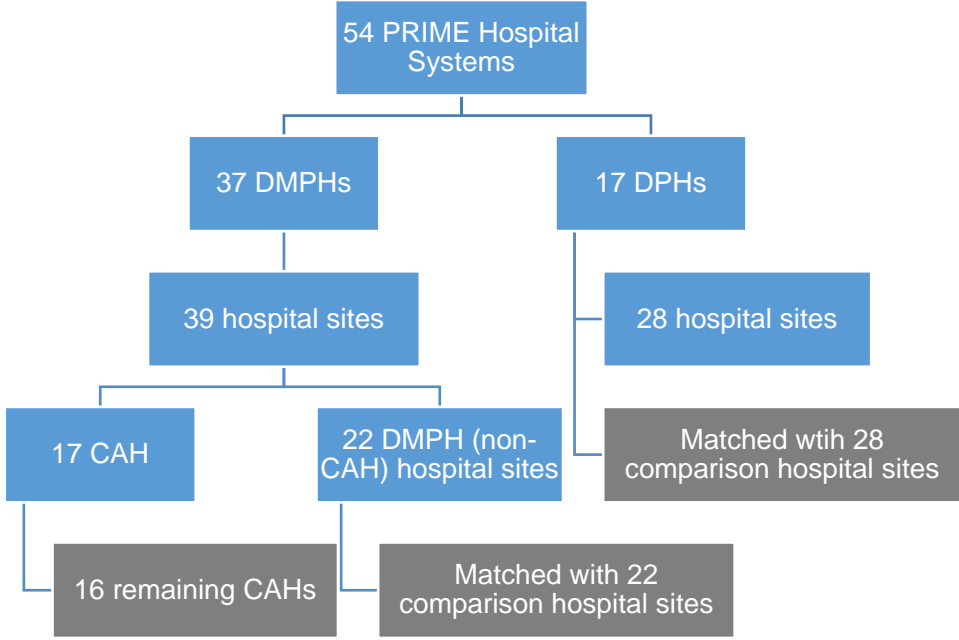 54 PRIME Hospital
Systems
37 DMPHs
17 DPHs
39 hospital sites
28 hospital sites
17 CAH
22 DMPH (non-
CAH) hospital sites
Matched wtih 28
comparison hospital sites
16 remaining CAHs
Matched with 22
comparison hospital sites